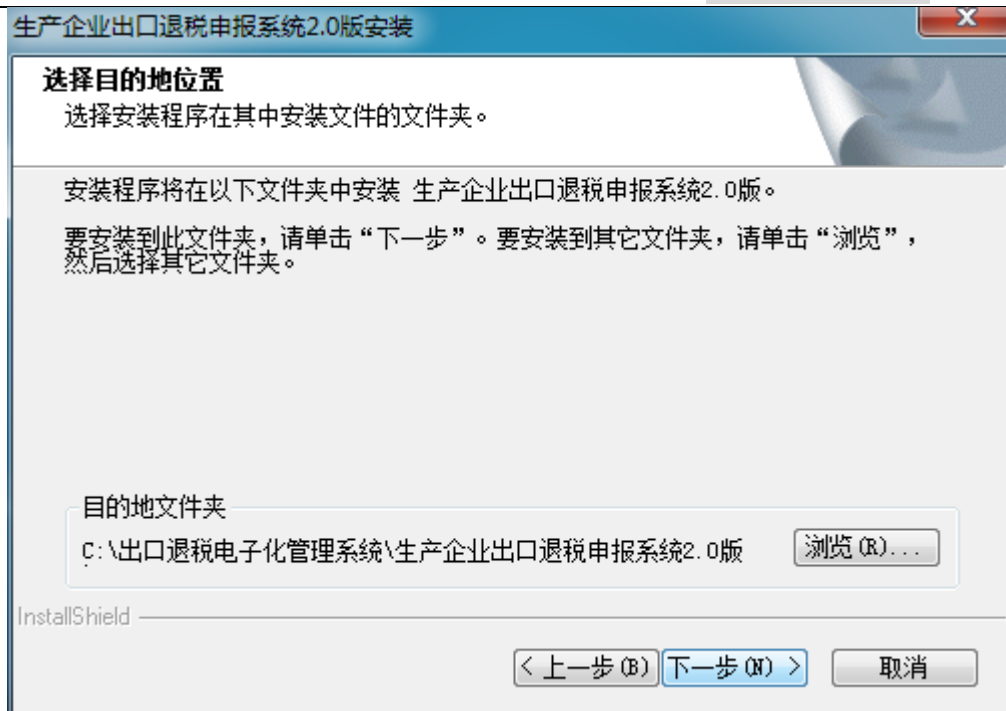 生产企业出口退税申报系统2.0版安装
选择目的地位置
选择安装程序在其中安装文件的文件夹。
安装程序将在以下文件夹中安装 生产企业出口退税申报系统2.0版。
要安装到此文件夹，请单击“下一步”。要安装到其它文件夹，请单击“浏览”，
然后选择其它文件夹。
目的地文件夹
C:\出口退税电子化管理系统\生产企业出口退税申报系统2.0版
浏览(R)...
InstallShield
< 上一步(B) 下一步(N) > 取消